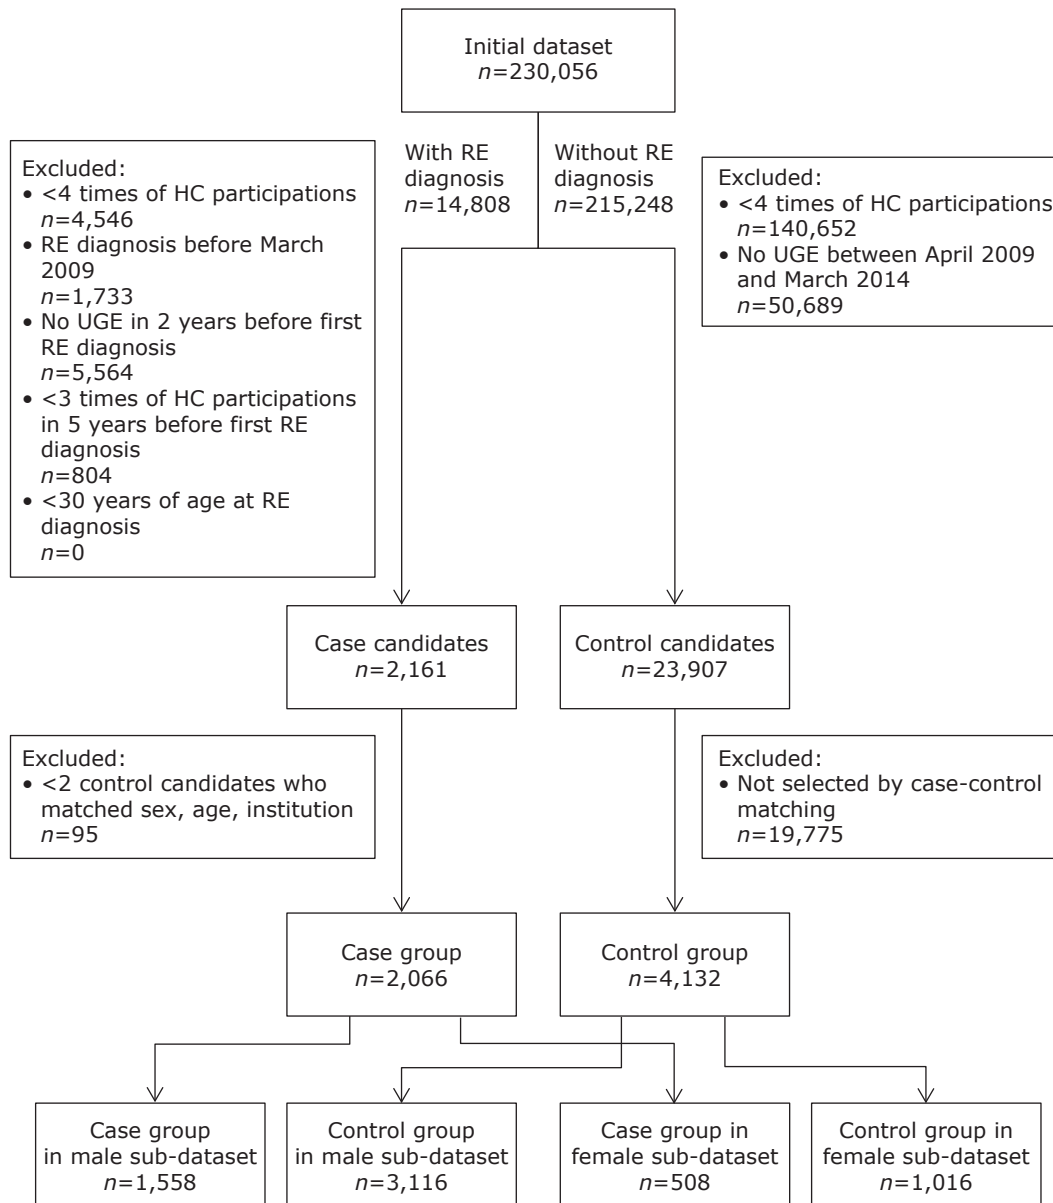 Initial dataset
n=230,056
With RE
diagnosis
n=14,808
Without RE
diagnosis
n=215,248
Excluded:
• <4 times of HC participations
n=4,546
• RE diagnosis before March
2009
n=1,733
• No UGE in 2 years before first
RE diagnosis
n=5,564
• <3 times of HC participations
in 5 years before first RE
diagnosis
n=804
• <30 years of age at RE
diagnosis
n=0
Excluded:
• <4 times of HC participations
n=140,652
• No UGE between April 2009
and March 2014
n=50,689
Case candidates
n=2,161
Control candidates
n=23,907
Excluded:
• <2 control candidates who
matched sex, age, institution
n=95
Excluded:
• Not selected by case-control
matching
n=19,775
Case group
n=2,066
Control group
n=4,132
Case group
in male sub-dataset
n=1,558
Control group
in male sub-dataset
n=3,116
Case group in
female sub-dataset
n=508
Control group in
female sub-dataset
n=1,016